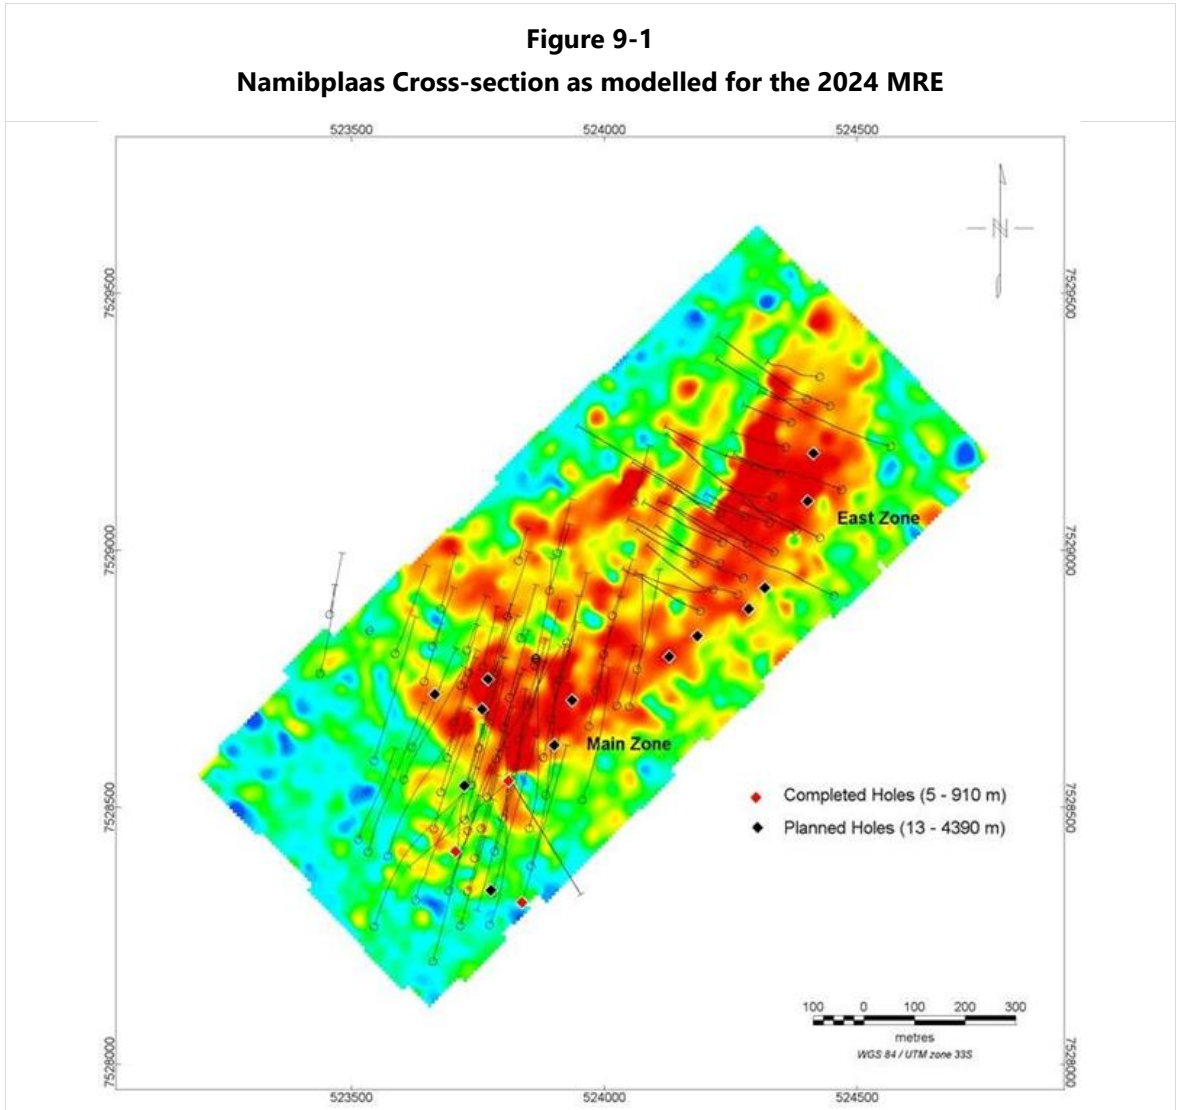 Figure 9-1
Namibplaas Cross-section as modelled for the 2024 MRE
523500 524000 524500
N
7529500 7529500
East Zone
7529000 7529000
Main Zone
Completed Holes (5 - 910 m)
7528500 7528500
Planned Holes (13 - 4390 m)
100 0 100 200 300
metres
WGS 84 / UTM zone 33S
7528000 7528000
523500 524000 524500